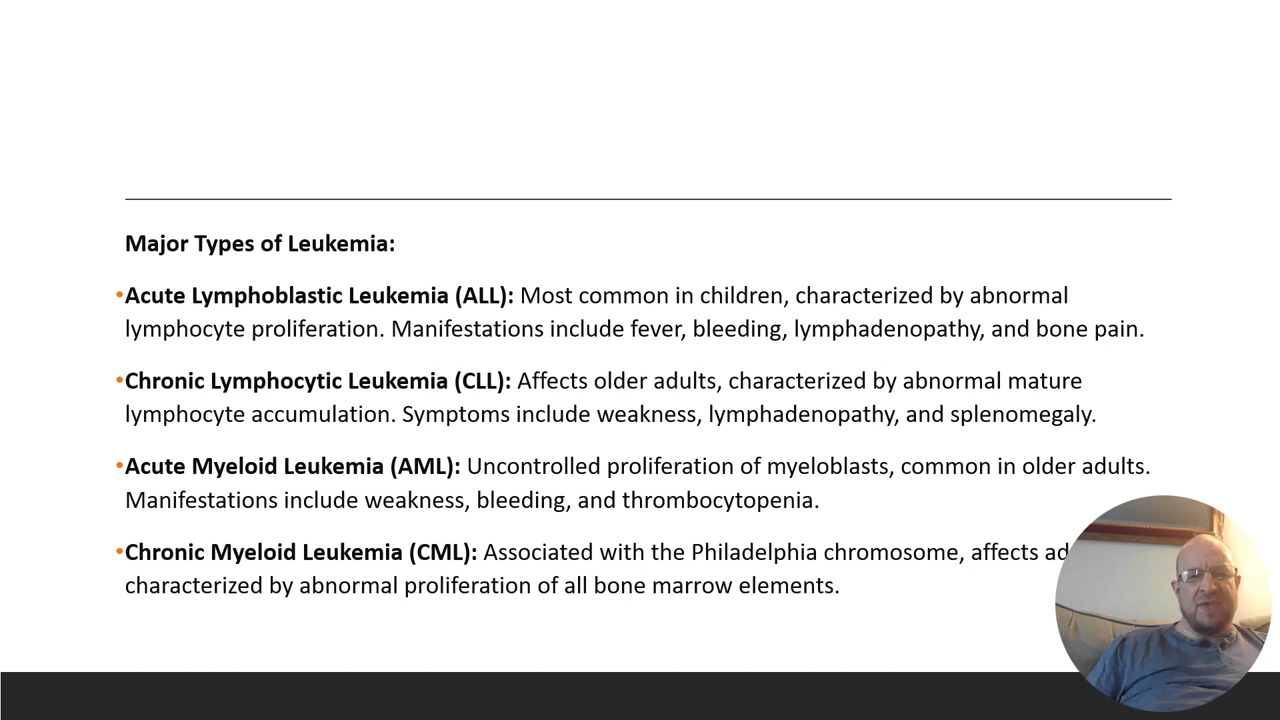 Major Types of Leukemia:
•Acute Lymphoblastic Leukemia (ALL): Most common in children, characterized by abnormal
lymphocyte proliferation. Manifestations include fever, bleeding, lymphadenopathy, and bone pain.
•Chronic Lymphocytic Leukemia (CLL): Affects older adults, characterized by abnormal mature
lymphocyte accumulation. Symptoms include weakness, lymphadenopathy, and splenomegaly.
•Acute Myeloid Leukemia (AML): Uncontrolled proliferation of myeloblasts, common in older adults.
Manifestations include weakness, bleeding, and thrombocytopenia.
•Chronic Myeloid Leukemia (CML): Associated with the Philadelphia chromosome, affects
characterized by abnormal proliferation of all bone marrow elements.